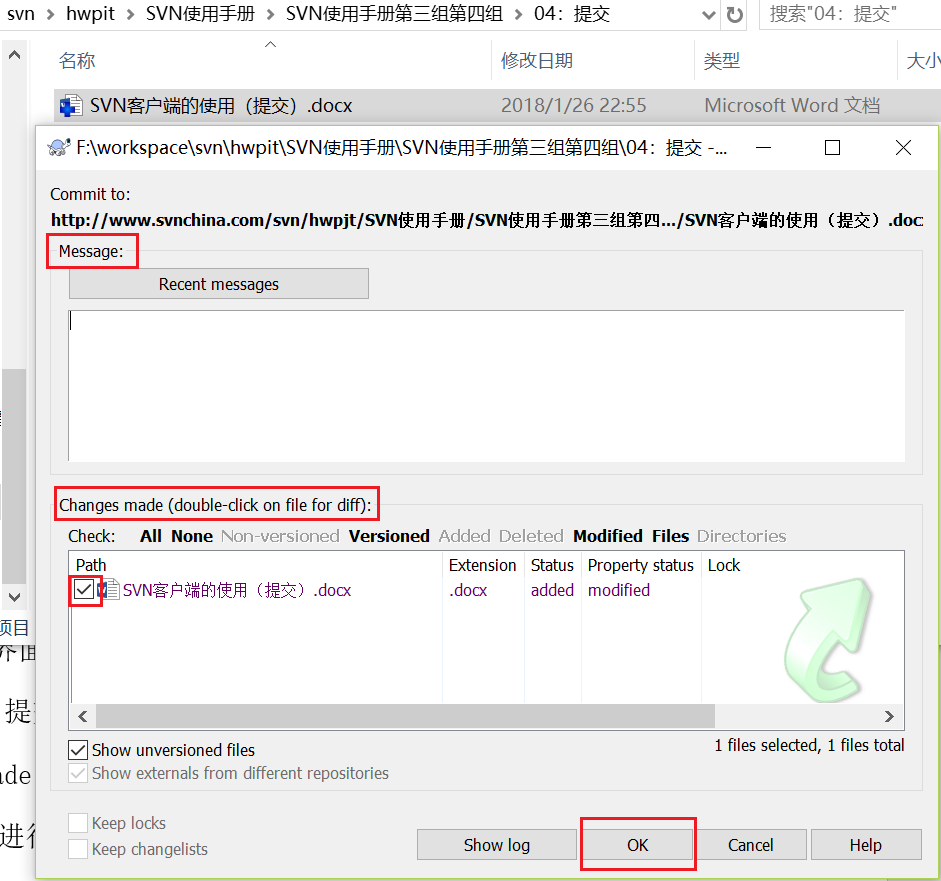 svn > hwpit > SVN使用手册 > SVN使用手册第三组第四组 > 04：提交 搜索"04：提交"
名称 修改日期 类型 大小
SVN客户端的使用（提交）.docx 2018/1/26 22:55 Microsoft Word 文档
F:\workspace\svn\hwpit\SVN使用手册\SVN使用手册第三组第四组\04：提交 -...
Commit to:
http://www.svnchina.com/svn/hwpjt/SVN使用手册/SVN使用手册第三组第四.../SVN客户端的使用（提交）.doc
Message:
Recent messages
Changes made (double-click on file for diff):
Check: All None Non-versioned Versioned Added Deleted Modified Files Directories
Path Extension Status Property status Lock
SVN客户端的使用（提交）.docx .docx added modified
项目
界面
提
Show unversioned files 1 files selected, 1 files total
ade Show externals from different repositories
Keep locks
进行
Keep changelists
Show log OK Cancel Help